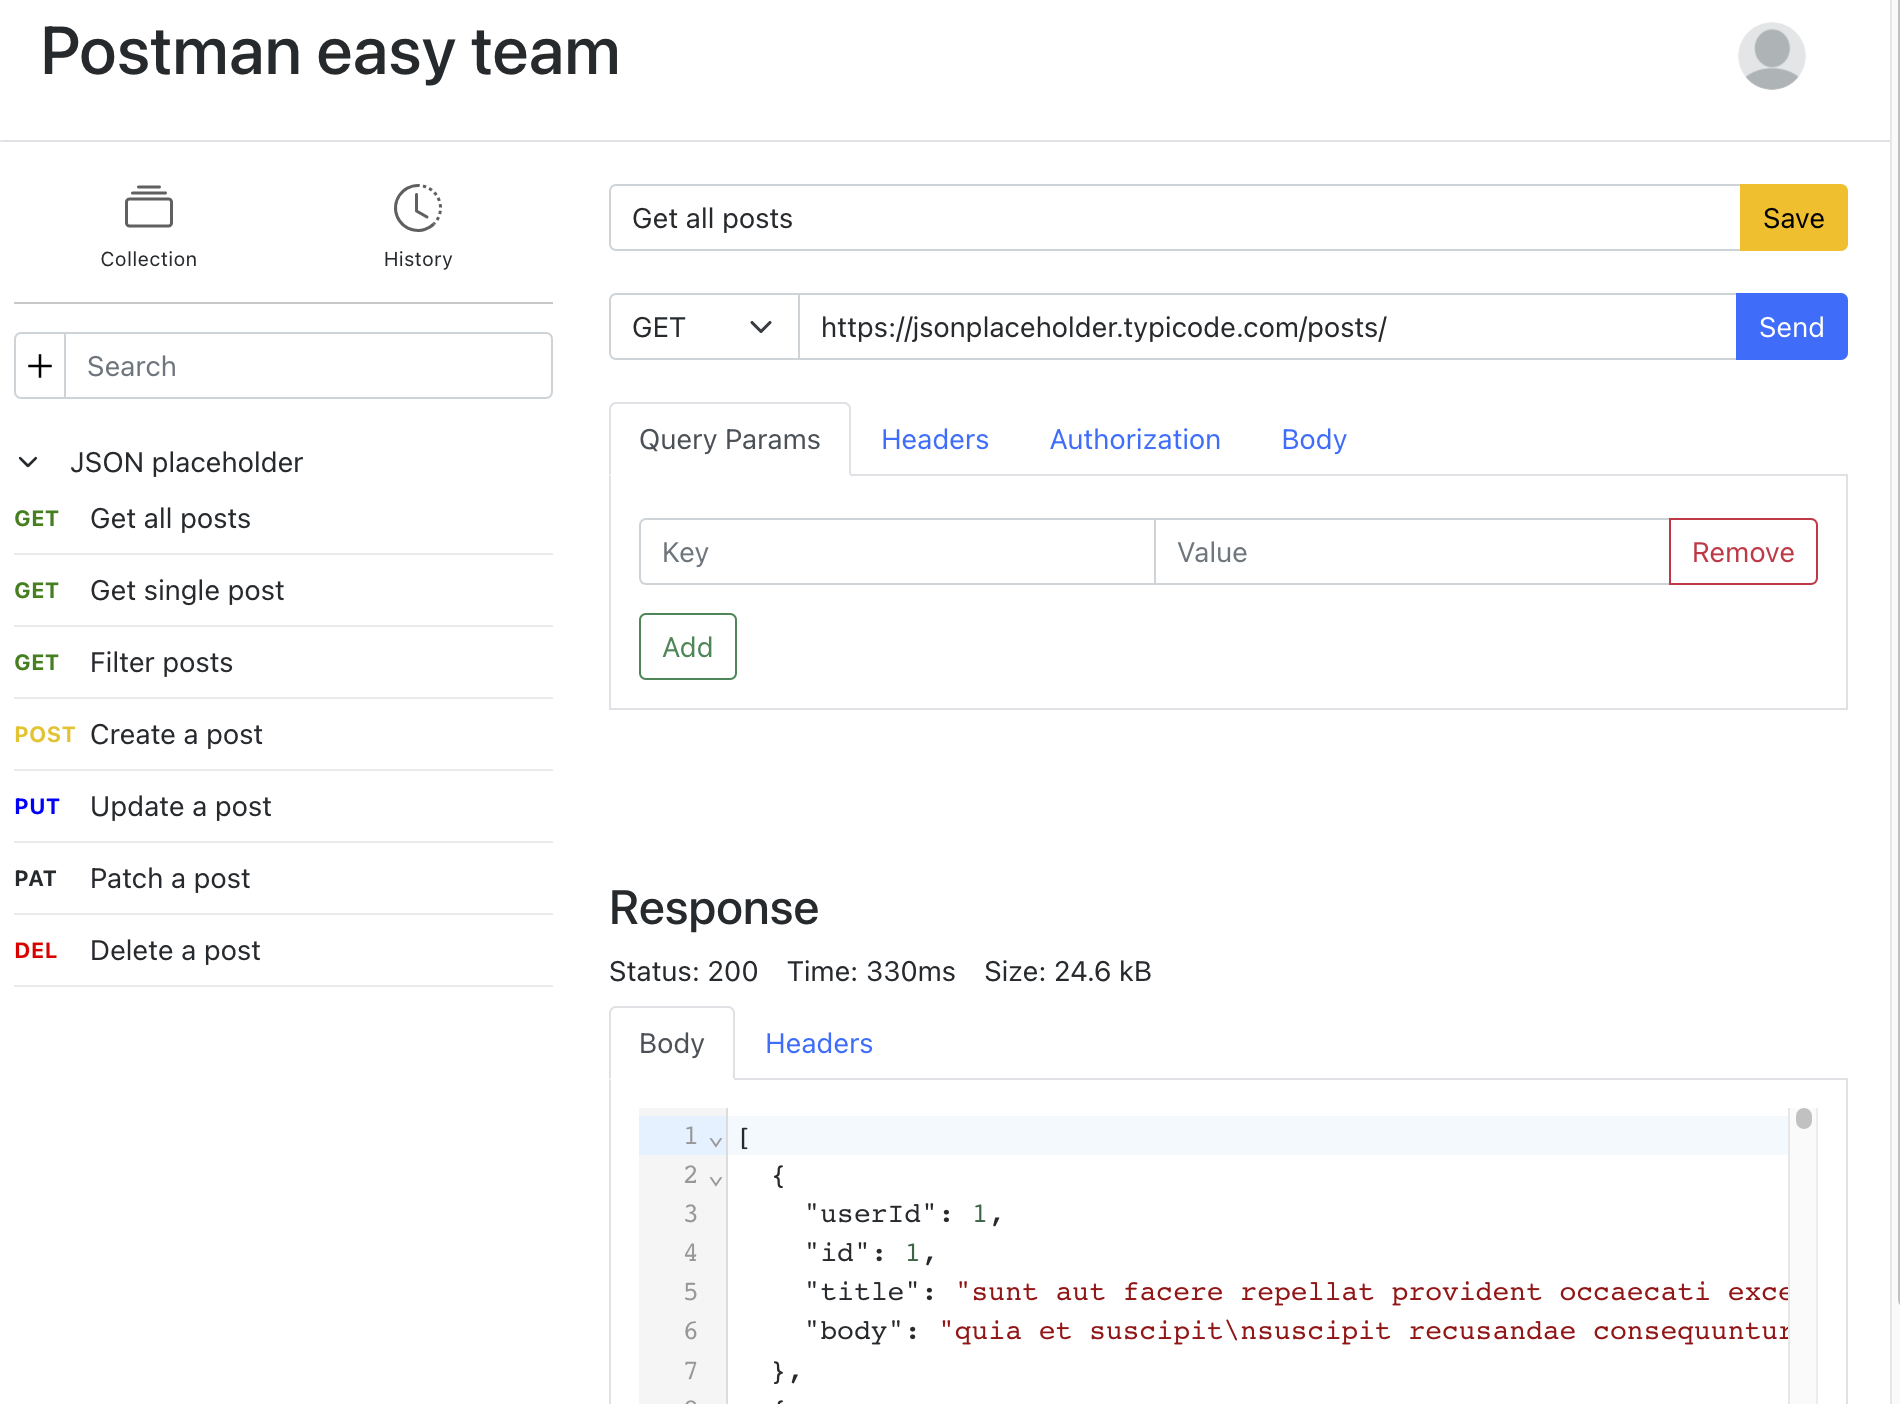 Postman easy team
Collection
History
Search
JSON placeholder
GET Get all posts
GET Get single post
GET Filter posts
POST Create a post
PUT Update a post
PAT Patch a post
DEL Delete a post
Get all posts Save
GET https://jsonplaceholder.typicode.com/posts/ Send
Query Params Headers Authorization Body
Key Value Remove
Add
Response
Status: 200 Time: 330ms Size: 24.6 kB
Body Headers
1 [
2 {
3 "userId": 1,
4 "id": 1,
5 "title": "sunt aut facere repellat provident occaecati exce
6 "body": "quia et suscipit\nsuscipit recusandae consequuntur
7 },